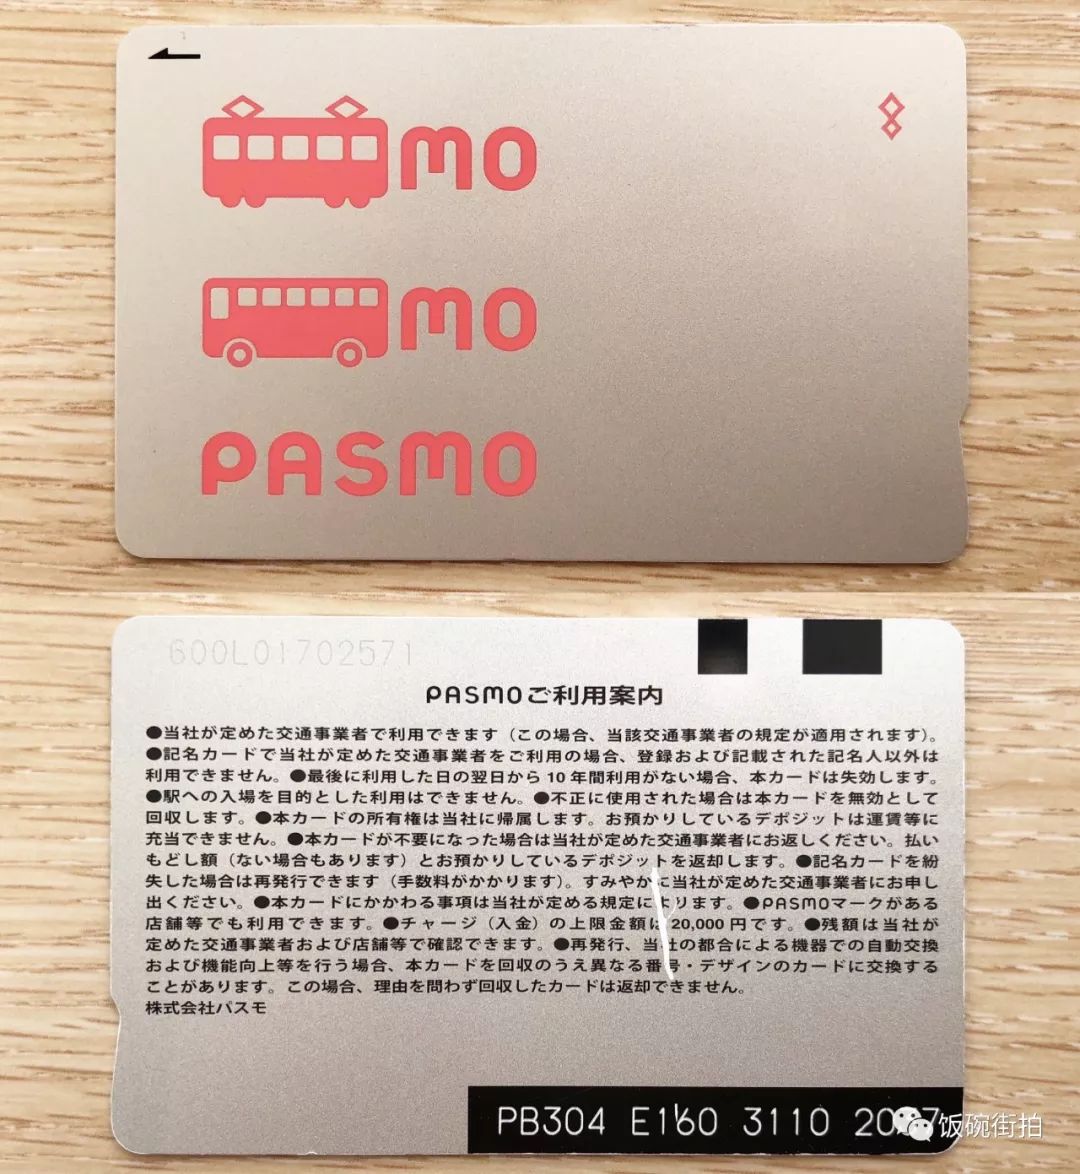 mo
mo
PASMO
600L01702571
PASMOご利用案内
●当社が定めた交通事業者で利用できます（この場合、当該交通事業者の規定が適用されます）。
●記名カードで当社が定めた交通事業者をご利用の場合、登録および記載された記名人以外は
利用できません。●最後に利用した日の翌日から10年間利用がない場合、本カードは失効します。
●駅への入場を目的とした利用はできません。●不正に使用された場合は本カードを無効として
回収します。●本カードの所有権は当社に帰属します。お預かりしているデポジットは運賃等に
充当できません。●本カードが不要になった場合は当社が定めた交通事業者にお返しください。払い
もどし額（ない場合もあります）とお預かりしているデポジットを返却します。●記名カードを紛
失した場合は再発行できます（手数料がかかります）。すみやかに当社が定めた交通事業者にお申し
出ください。●本カードにかかわる事項は当社が定める規定によります。●PASMOマークがある
店舗等でも利用できます。●チャージ（入金）の上限金額は20,000円です。●残額は当社が
定めた交通事業者および店舗等で確認できます。●再発行、当社の都合による機器での自動交換
および機能向上等を行う場合、本カードを回収のうえ異なる番号・デザインのカードに交換する
ことがあります。この場合、理由を問わず回収したカードは返却できません。
株式会社パスモ
PB304 E1160 3110
饭碗街拍